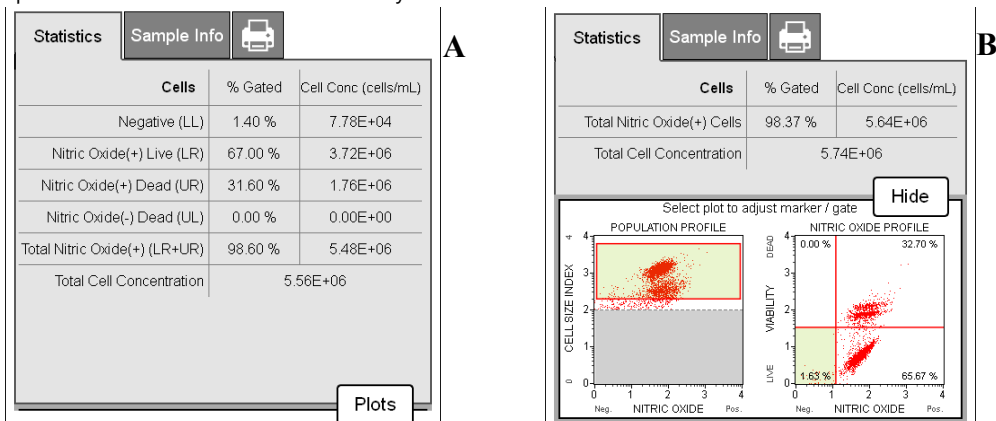 Statistics Sample Info A
Cells % Gated Cell Conc (cells/mL)
Negative (LL) 1.40 % 7.78E+04
Nitric Oxide(+) Live (LR) 67.00 % 3.72E+06
Nitric Oxide(+) Dead (UR) 31.60 % 1.76E+06
Nitric Oxide(-) Dead (UL) 0.00 % 0.00E+00
Total Nitric Oxide(+) (LR+UR) 98.60 % 5.48E+06
Total Cell Concentration 5.56E+06
Plots
Statistics Sample Info B
Cells % Gated Cell Conc (cells/mL)
Total Nitric Oxide(+) Cells 98.37 % 5.64E+06
Total Cell Concentration 5.74E+06
Hide
Select plot to adjust marker / gate
POPULATION PROFILE
CELL SIZE INDEX
4
4
3
2
1
0
0
0 1 2 3 4
Neg. NITRIC OXIDE Pos.
NITRIC OXIDE PROFILE
VIABILITY
DEAD
LIVE
4
3
2
1
0
0.00 % 32.70 %
1.63 % 65.67 %
0 1 2 3 4
Neg. NITRIC OXIDE Pos.